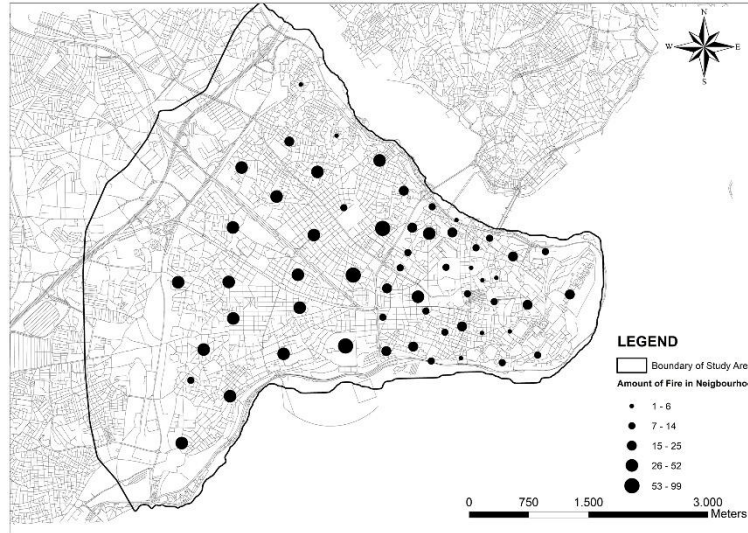 N
W E
S
LEGEND
Boundary of Study Are
Amount of Fire in Neigbourho
1 - 6
7 - 14
15 - 25
26 - 52
53 - 99
0 750 1.500 3.000
Meters